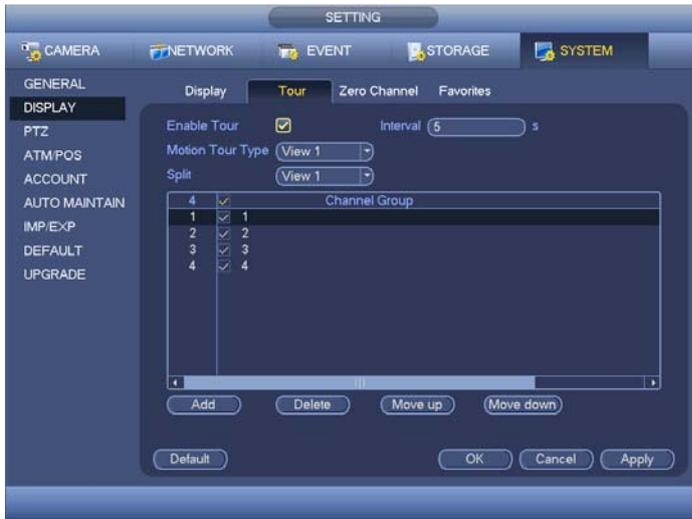 SETTING
CAMERA NETWORK EVENT STORAGE SYSTEM
GENERAL
DISPLAY
PTZ
ATM/POS
ACCOUNT
AUTO MAINTAIN
IMP/EXP
DEFAULT
UPGRADE
Display Tour Zero Channel Favorites
Enable Tour Interval 5 s
Motion Tour Type View 1
Split View 1
4 Channel Group
1 1
2 2
3 3
4 4
Add Delete Move up Move down
Default OK Cancel Apply